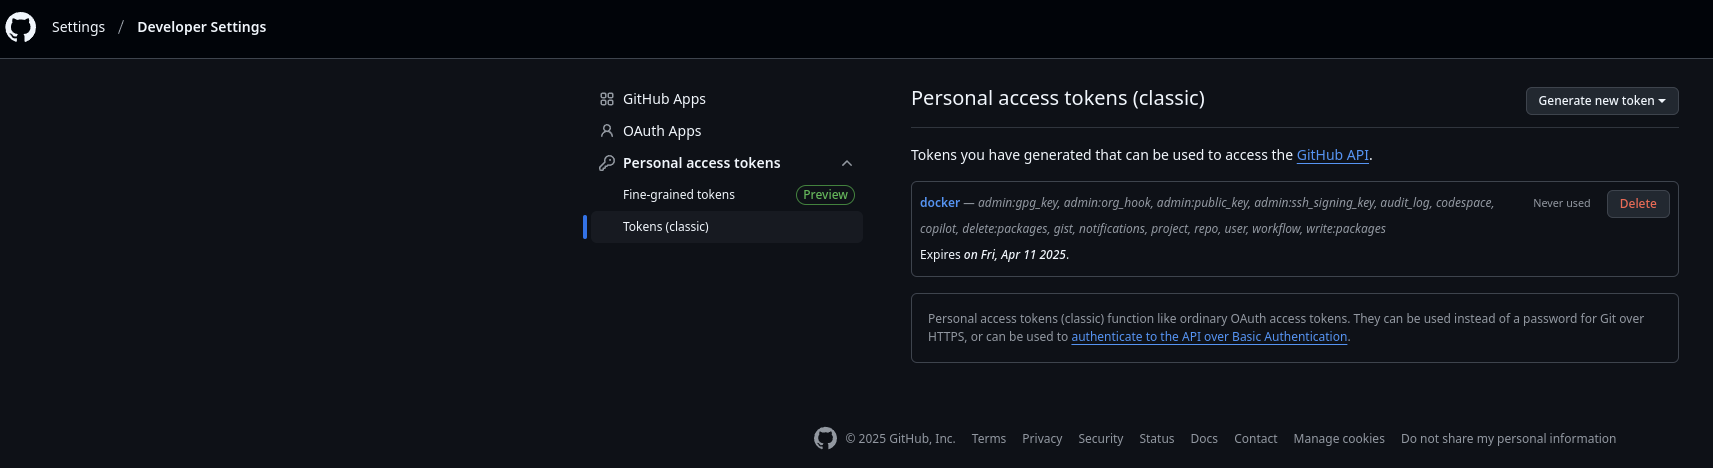 Settings / Developer Settings
GitHub Apps
OAuth Apps
Personal access tokens
Fine-grained tokens Preview
Tokens (classic)
Personal access tokens (classic)
Generate new token
Tokens you have generated that can be used to access the GitHub API.
docker — admin:gpg_key, admin:org_hook, admin:public_key, admin:ssh_signing_key, audit_log, codespace, Never used Delete
copilot, delete:packages, gist, notifications, project, repo, user, workflow, write:packages
Expires on Fri, Apr 11 2025.
Personal access tokens (classic) function like ordinary OAuth access tokens. They can be used instead of a password for Git over
HTTPS, or can be used to authenticate to the API over Basic Authentication.
© 2025 GitHub, Inc. Terms Privacy Security Status Docs Contact Manage cookies Do not share my personal information